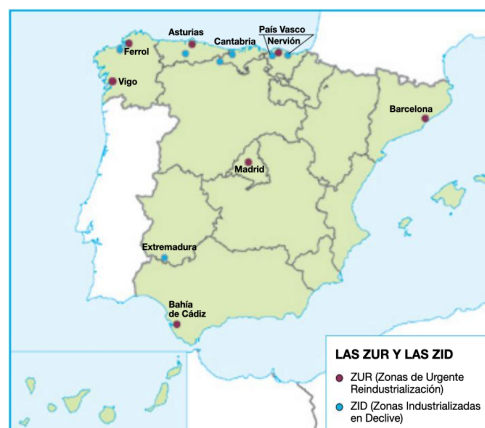 Asturias
Cantabria
País Vasco
Nervión
Ferrol
Vigo
Barcelona
Madrid
Extremadura
Bahía
de Cádiz
LAS ZUR Y LAS ZID
ZUR (Zonas de Urgente
Reindustrialización)
ZID (Zonas Industrializadas
en Declive)